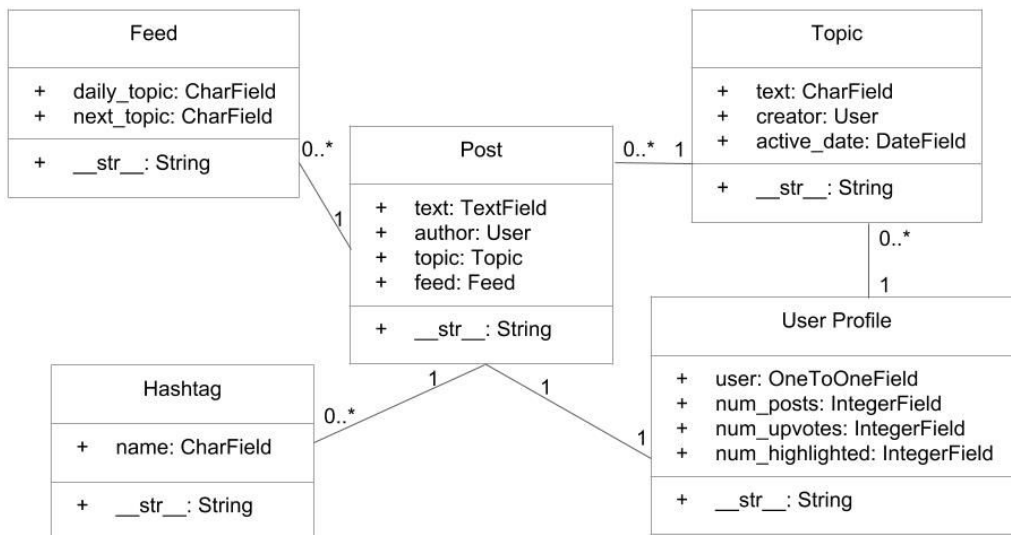 Feed
+ daily_topic: CharField
+ next_topic: CharField
+ __str__: String
0..*
1
Post
+ text: TextField
+ author: User
+ topic: Topic
+ feed: Feed
+ __str__: String
0..* 1
Topic
+ text: CharField
+ creator: User
+ active_date: DateField
+ __str__: String
0..*
1
User Profile
+ user: OneToOneField
+ num_posts: IntegerField
+ num_upvotes: IntegerField
+ num_highlighted: IntegerField
+ __str__: String
1
1
1
0..*
Hashtag
+ name: CharField
+ __str__: String